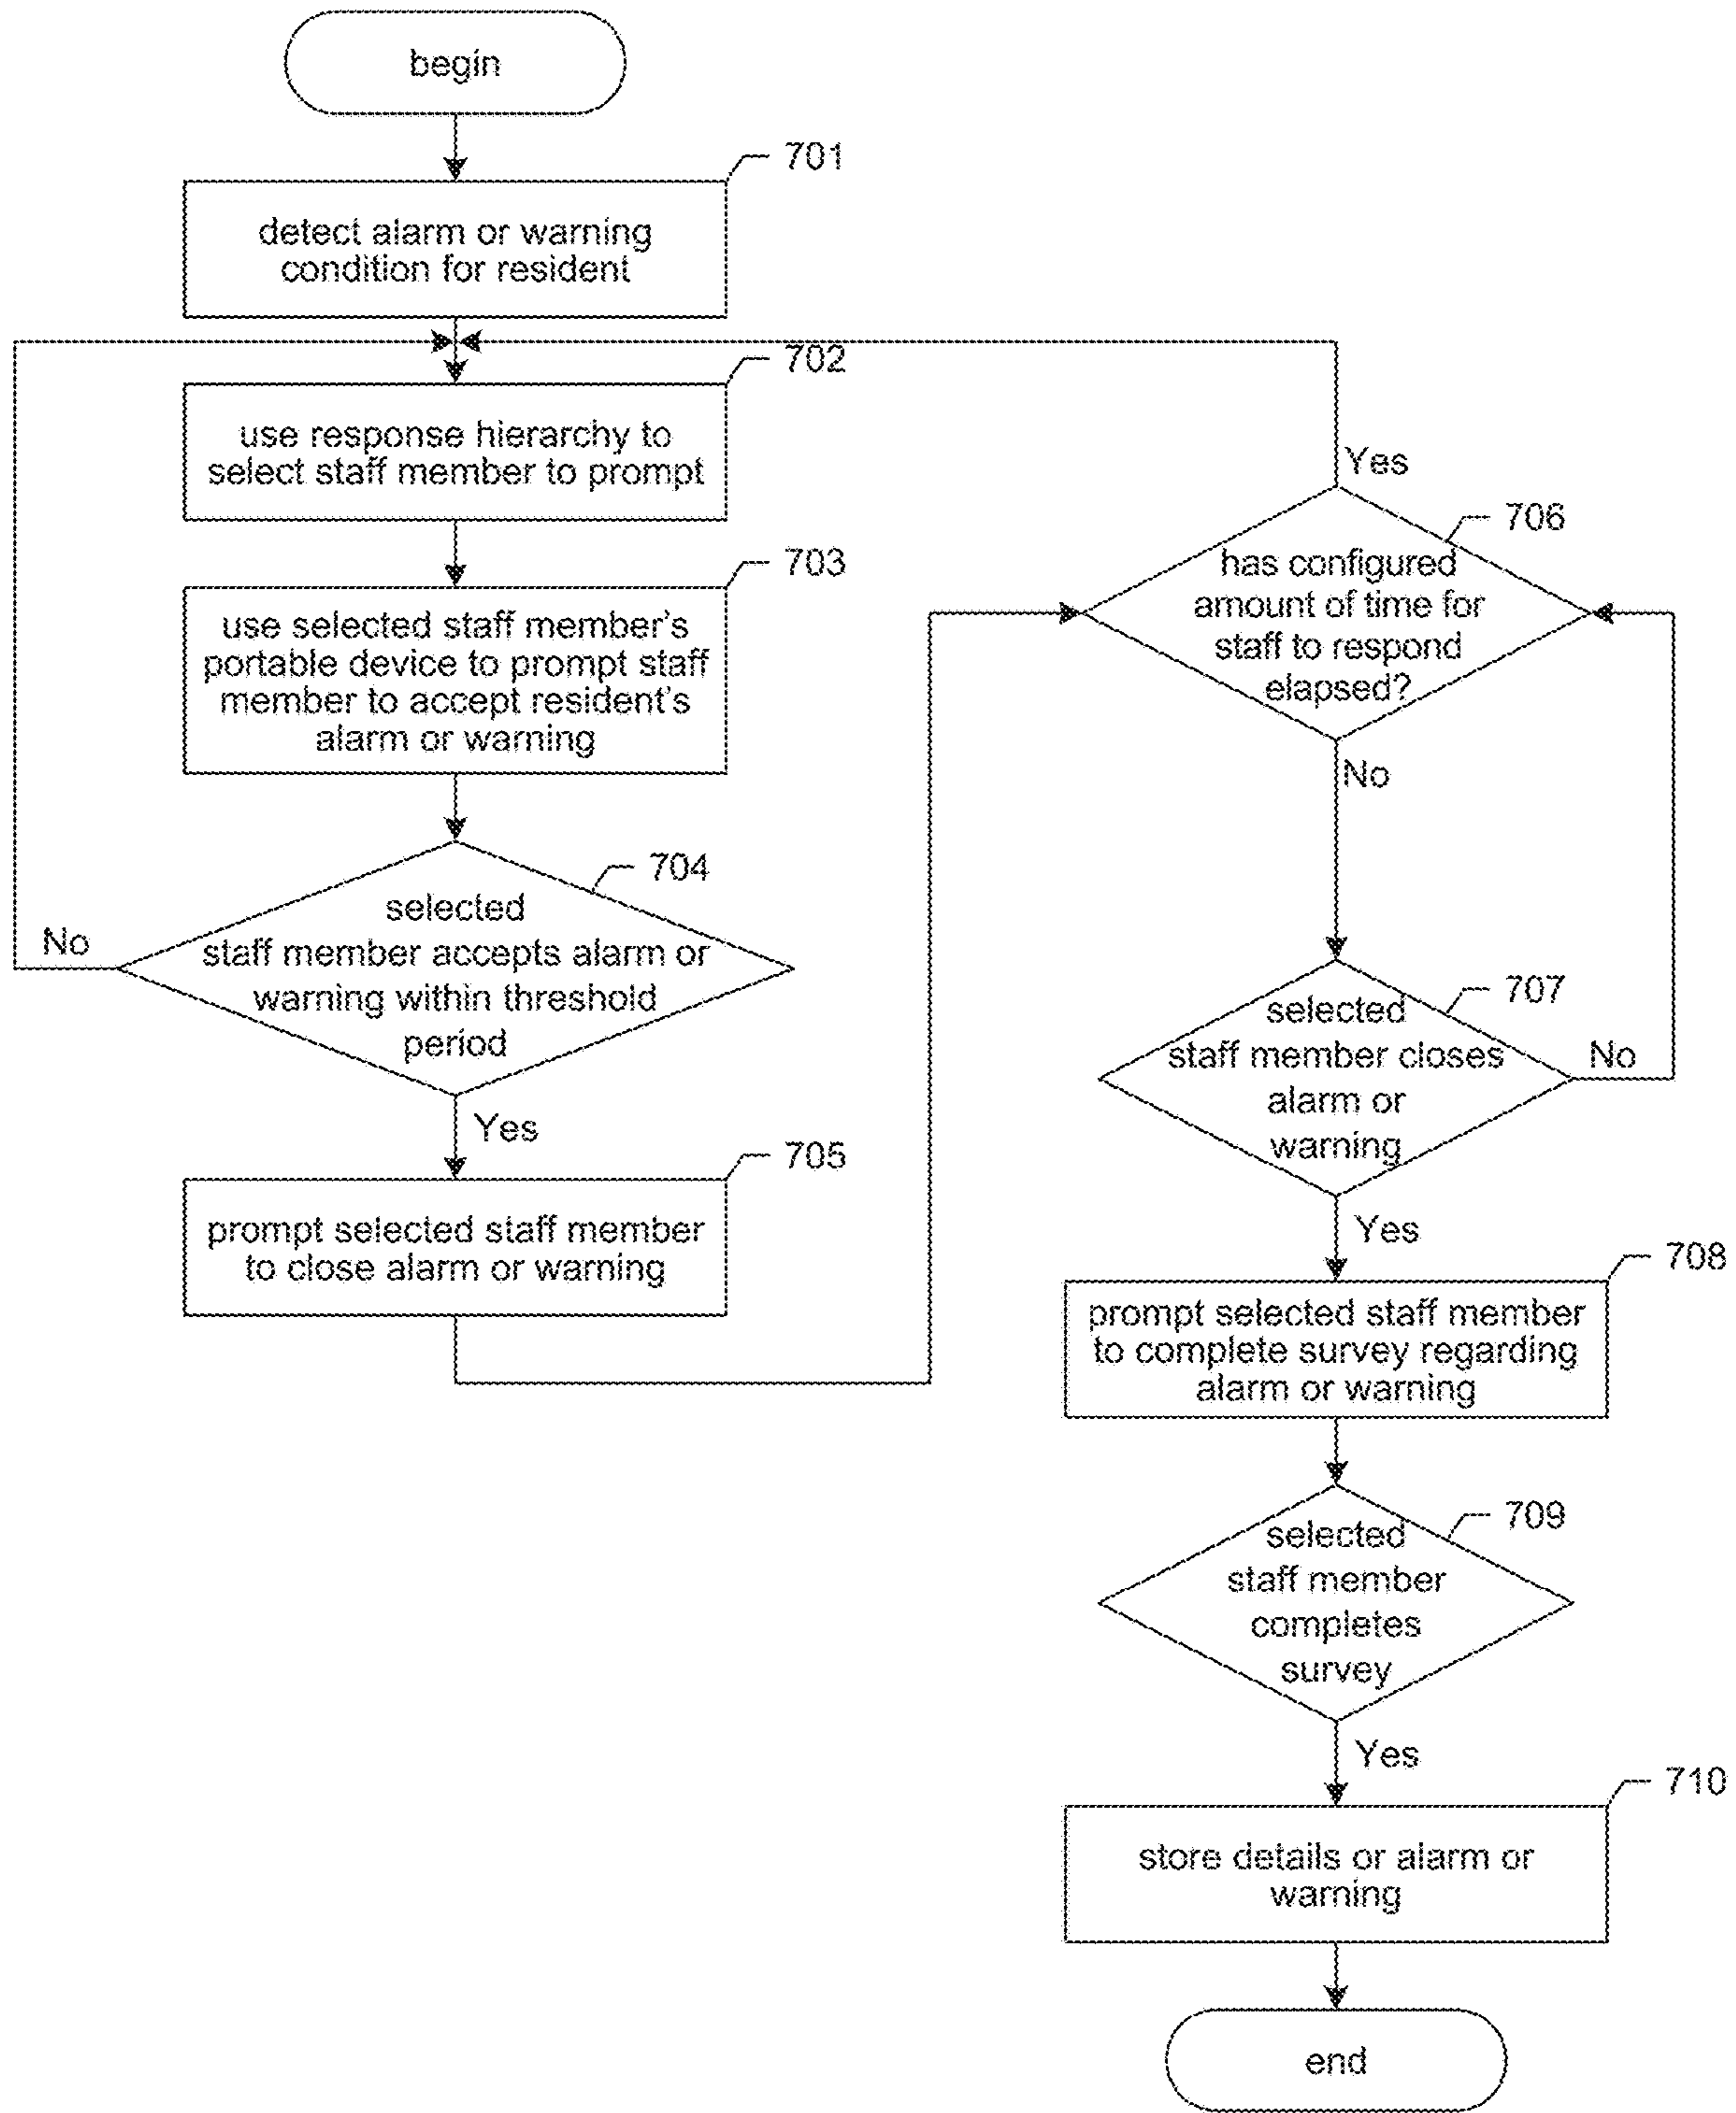 begin
701
detect alarm or warning
condition for resident
702
use response hierarchy to
select staff member to prompt
703
use selected staff member's
portable device to prompt staff
member to accept resident's
alarm or warning
704
selected
staff member accepts alarm or
warning within threshold
period
No
Yes
705
prompt selected staff member
to close alarm or warning
Yes
706
has configured
amount of time for
staff to respond
elapsed?
No
707
selected
staff member closes
alarm or
warning
No
Yes
708
prompt selected staff member
to complete survey regarding
alarm or warning
709
selected
staff member
completes
survey
Yes
710
store details or alarm or
warning
end